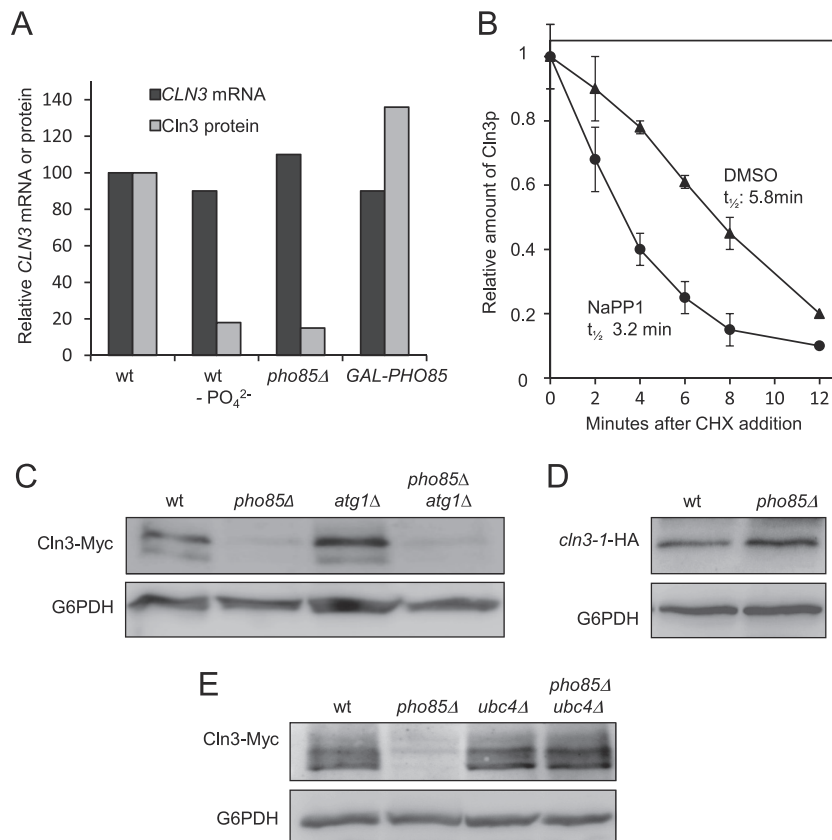 A
Relative CLN3 mRNA or protein
140
120
100
80
60
40
20
0
CLN3 mRNA
Cln3 protein
wt
wt
- PO₄²⁻
pho85Δ
GAL-PHO85
B
Relative amount of Cln3p
1
0.8
0.6
0.4
0.2
0
DMSO
t½: 5.8min
NaPP1
t½ 3.2 min
0 2 4 6 8 10 12
Minutes after CHX addition
C
wt pho85Δ atg1Δ pho85Δ
atg1Δ
Cln3-Myc
G6PDH
D
wt pho85Δ
cln3-1-HA
G6PDH
E
wt pho85Δ ubc4Δ pho85Δ
ubc4Δ
Cln3-Myc
G6PDH